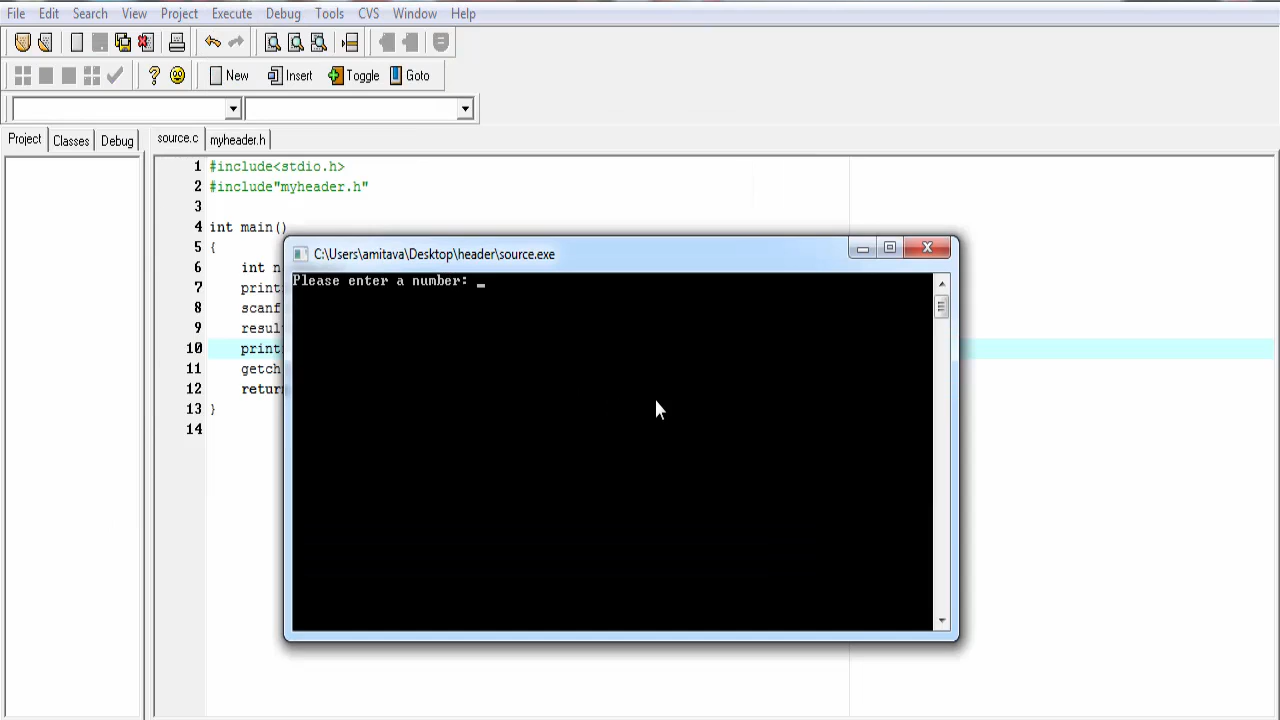 File Edit Search View Project Execute Debug Tools CVS Window Help
New Insert Toggle Goto
Project Classes Debug source.c myheader.h
1 #include<stdio.h>
2 #include"myheader.h"
3
4 int main()
5 {
6 int n
7 print
8 scanf
9 resul
10 print
11 getch
12 return
13 }
14
C:\Users\amitava\Desktop\header\source.exe
Please enter a number: _